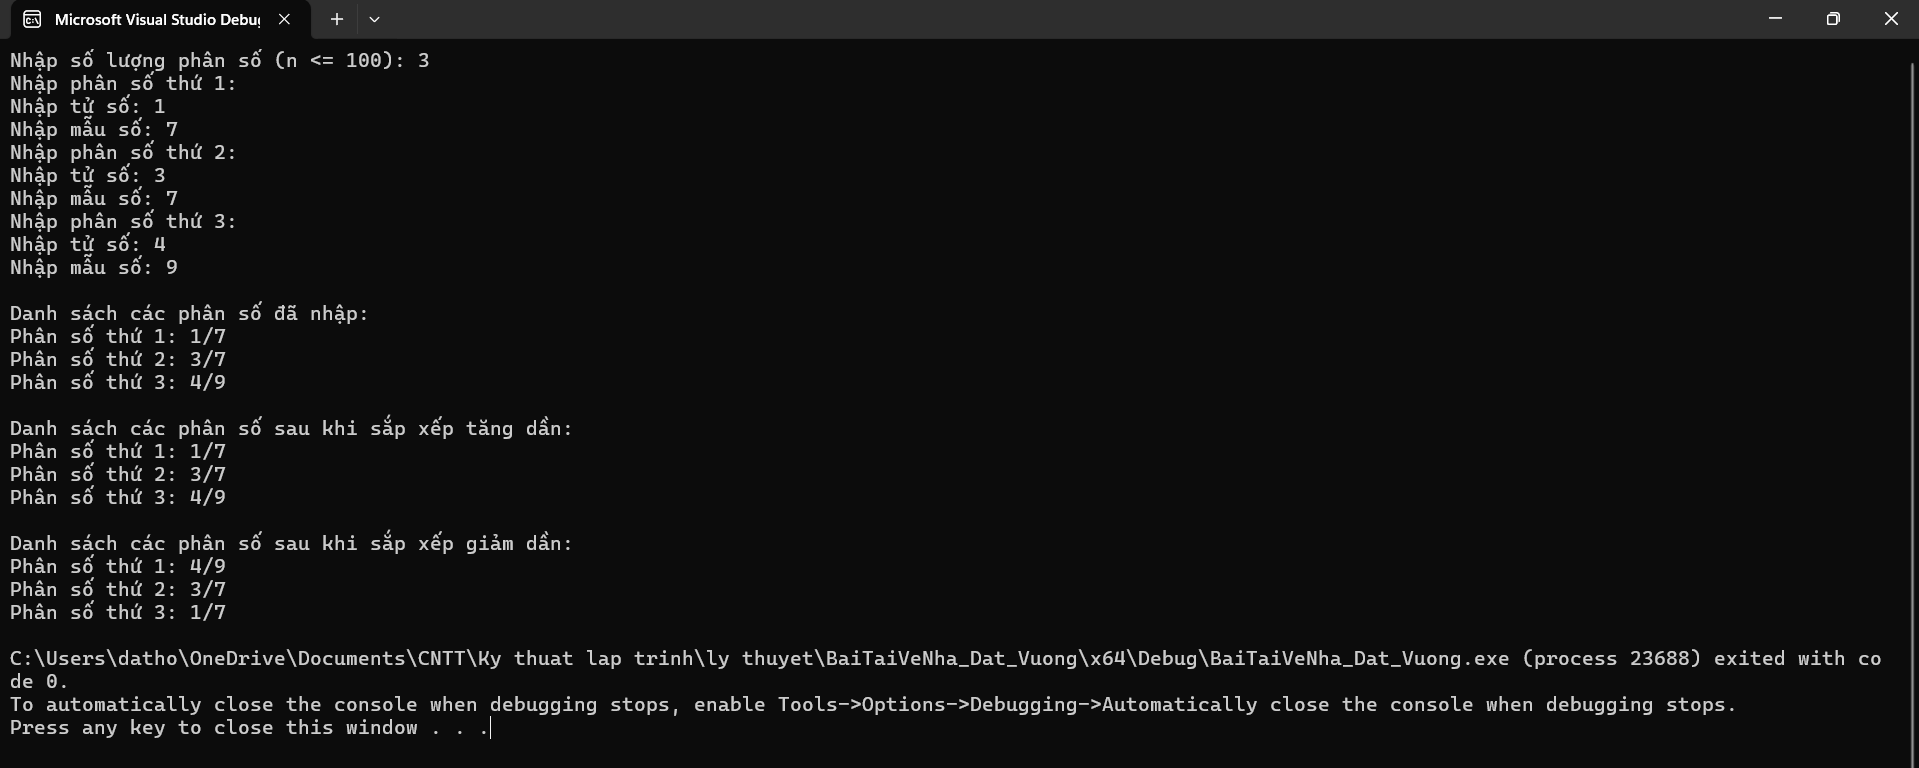 Microsoft Visual Studio Debug
Nhập số lượng phân số (n <= 100): 3
Nhập phân số thứ 1:
Nhập tử số: 1
Nhập mẫu số: 7
Nhập phân số thứ 2:
Nhập tử số: 3
Nhập mẫu số: 7
Nhập phân số thứ 3:
Nhập tử số: 4
Nhập mẫu số: 9
Danh sách các phân số đã nhập:
Phân số thứ 1: 1/7
Phân số thứ 2: 3/7
Phân số thứ 3: 4/9
Danh sách các phân số sau khi sắp xếp tăng dần:
Phân số thứ 1: 1/7
Phân số thứ 2: 3/7
Phân số thứ 3: 4/9
Danh sách các phân số sau khi sắp xếp giảm dần:
Phân số thứ 1: 4/9
Phân số thứ 2: 3/7
Phân số thứ 3: 1/7
C:\Users\datho\OneDrive\Documents\CNTT\Ky thuat lap trinh\ly thuyet\BaiTaiVeNha_Dat_Vuong\x64\Debug\BaiTaiVeNha_Dat_Vuong.exe (process 23688) exited with co
de 0.
To automatically close the console when debugging stops, enable Tools->Options->Debugging->Automatically close the console when debugging stops.
Press any key to close this window . . .